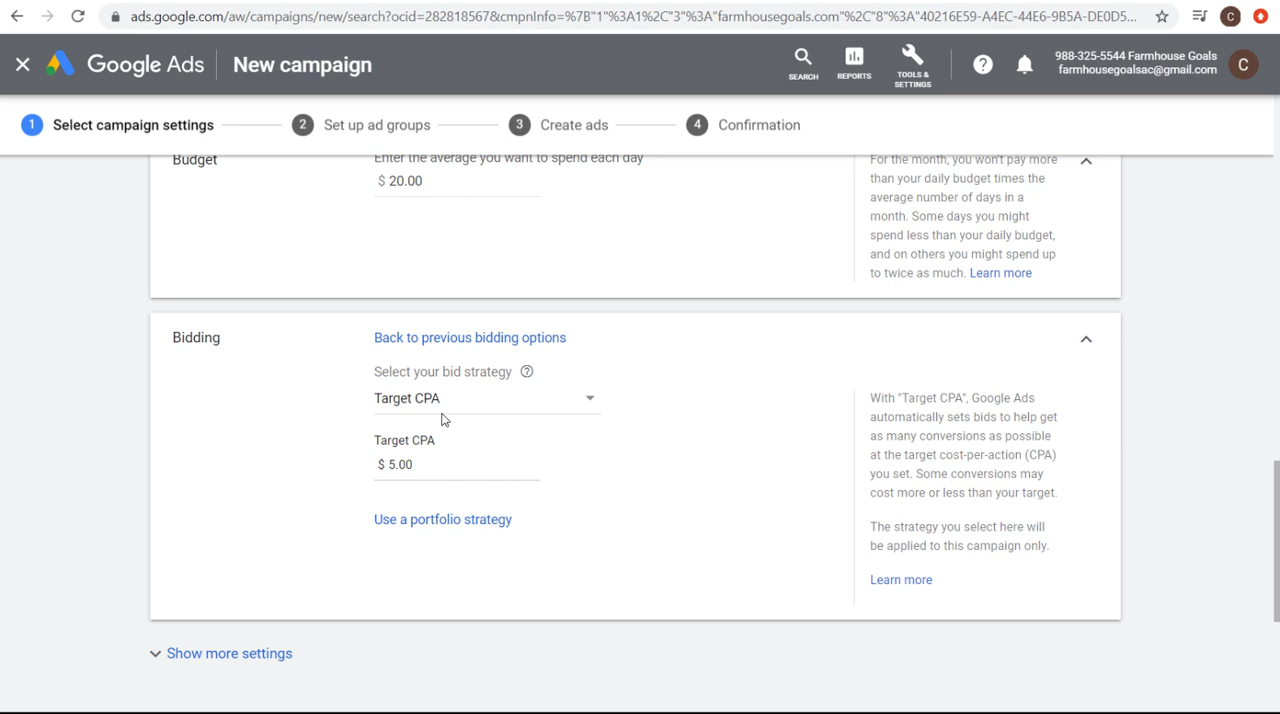 ads.google.com/aw/campaigns/new/search?ocid=282818567&cmpnInfo=%7B"1"%3A1%2C"3"%3A"farmhousegoals.com"%2C"8"%3A"40216E59-A4EC-44E6-9B5A-DE0D5...
C
Google Ads
New campaign
SEARCH
REPORTS
TOOLS &
SETTINGS
988-325-5544 Farmhouse Goals
farmhousegoalsac@gmail.com
C
1 Select campaign settings
2 Set up ad groups
3 Create ads
4 Confirmation
Budget
Enter the average you want to spend each day
$ 20.00
For the month, you won't pay more
than your daily budget times the
average number of days in a
month. Some days you might
spend less than your daily budget,
and on others you might spend up
to twice as much. Learn more
Bidding
Back to previous bidding options
Select your bid strategy ?
Target CPA
Target CPA
$ 5.00
Use a portfolio strategy
With "Target CPA", Google Ads
automatically sets bids to help get
as many conversions as possible
at the target cost-per-action (CPA)
you set. Some conversions may
cost more or less than your target.
The strategy you select here will
be applied to this campaign only.
Learn more
Show more settings